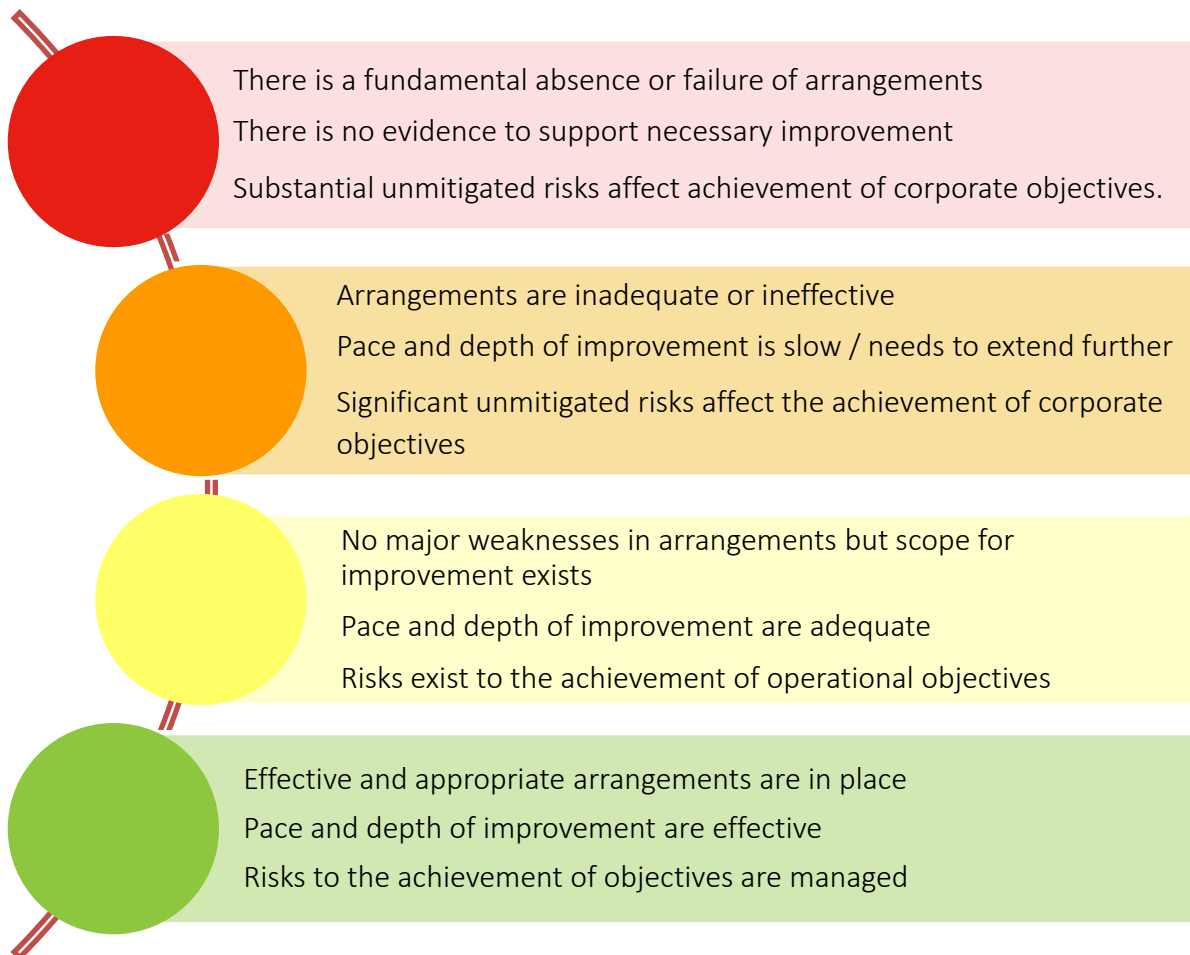 There is a fundamental absence or failure of arrangements
There is no evidence to support necessary improvement
Substantial unmitigated risks affect achievement of corporate objectives.
Arrangements are inadequate or ineffective
Pace and depth of improvement is slow / needs to extend further
Significant unmitigated risks affect the achievement of corporate
objectives
No major weaknesses in arrangements but scope for
improvement exists
Pace and depth of improvement are adequate
Risks exist to the achievement of operational objectives
Effective and appropriate arrangements are in place
Pace and depth of improvement are effective
Risks to the achievement of objectives are managed